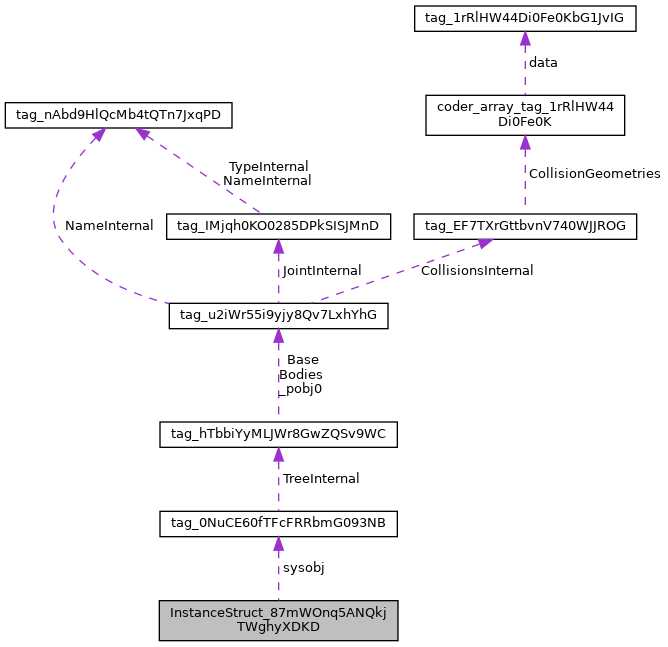 tag_1rRlHW44Di0Fe0KbG1JvIG
data
tag_nAbd9HlQcMb4tQTn7JxqPD
coder_array_tag_1rRlHW44
Di0Fe0K
TypeInternal
NameInternal
CollisionGeometries
NameInternal
tag_IMjqh0KO0285DPkSISJMnD
tag_EF7TXrGttbvnV740WJJROG
JointInternal
CollisionsInternal
tag_u2iWr55i9yjy8Qv7LxhYhG
Base
Bodies
_pobj0
tag_hTbbiYyMLJWr8GwZQSv9WC
TreeInternal
tag_0NuCE60fTFcFRRbmG093NB
sysobj
InstanceStruct_87mWOnq5ANQkj
TWghyXDKD